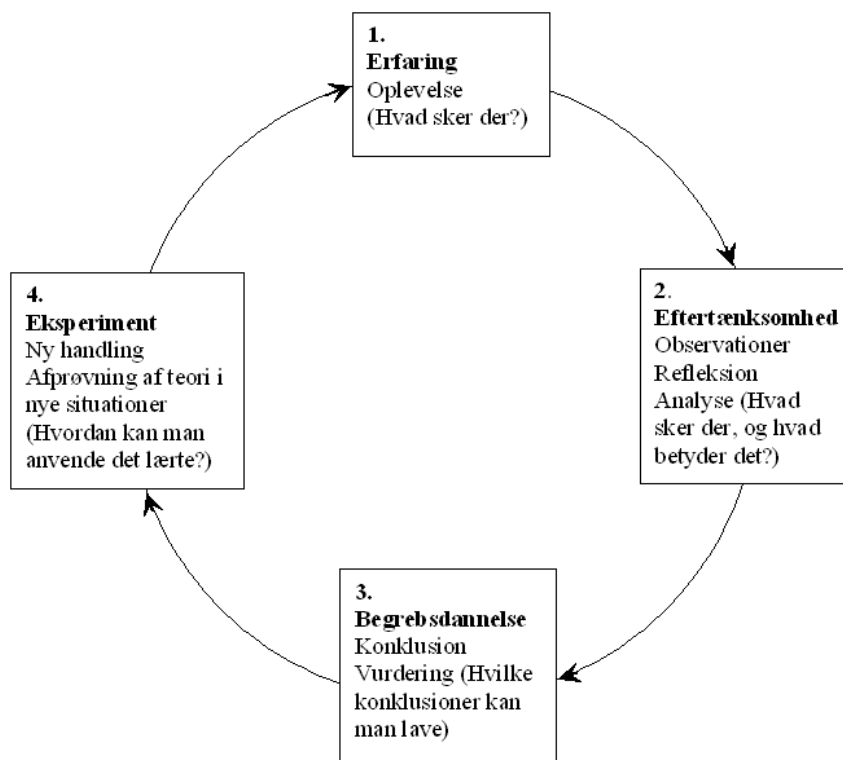 1.
Erfaring
Oplevelse
(Hvad sker der?)
2.
Eftertænksomhed
Observationer
Refleksion
Analyse (Hvad
sker der, og hvad
betyder det?)
3.
Begrebsdannelse
Konklusion
Vurdering (Hvilke
konklusioner kan
man lave)
4.
Eksperiment
Ny handling
Afprøvning af teori i
nye situationer
(Hvordan kan man
anvende det lærte?)